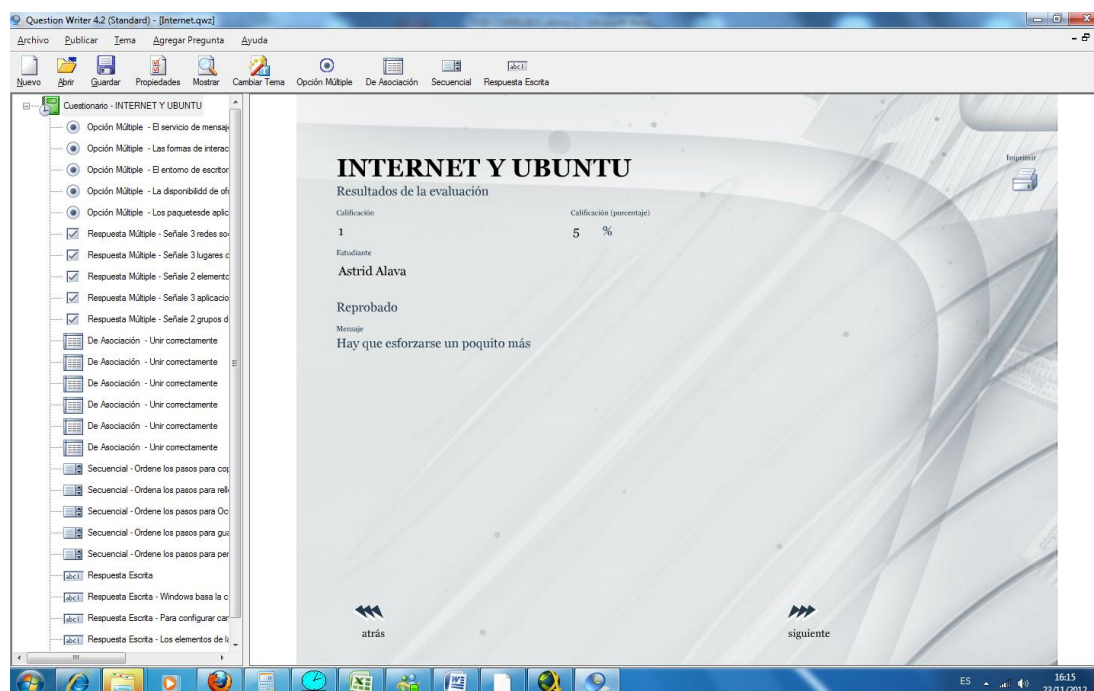 Question Writer 4.2 (Standard) - [Internet.qwz]
Archivo Publicar Tema Agregar Pregunta Ayuda
Nuevo Abrir Guardar Propiedades Mostrar Cambiar Tema Opción Múltiple De Asociación Secuencial Respuesta Escrita
Cuestionario - INTERNET Y UBUNTU
Opción Múltiple - El servicio de mensaj
Opción Múltiple - Las formas de interac
Opción Múltiple - El entorno de escritor
Opción Múltiple - La disponibilidd de ofi
Opción Múltiple - Los paquetesde aplic
Respuesta Múltiple - Señale 3 redes so
Respuesta Múltiple - Señale 3 lugares d
Respuesta Múltiple - Señale 2 elemento
Respuesta Múltiple - Señale 3 aplicacio
Respuesta Múltiple - Señale 2 grupos d
De Asociación - Unir correctamente
De Asociación - Unir correctamente
De Asociación - Unir correctamente
De Asociación - Unir correctamente
De Asociación - Unir correctamente
De Asociación - Unir correctamente
Secuencial - Ordene los pasos para cop
Secuencial - Ordena los pasos para rell
Secuencial - Ordene los pasos para Oc
Secuencial - Ordene los pasos para gua
Secuencial - Ordene los pasos para per
Respuesta Escrita
Respuesta Escrita - Windows basa la c
Respuesta Escrita - Para configurar car
Respuesta Escrita - Los elementos de la
INTERNET Y UBUNTU
Imprimir
Resultados de la evaluación
Calificación Calificación (porcentaje)
1 5 %
Estudiante
Astrid Alava
Reprobado
Mensaje
Hay que esforzarse un poquito más
atrás siguiente
ES 16:15
23/11/2012